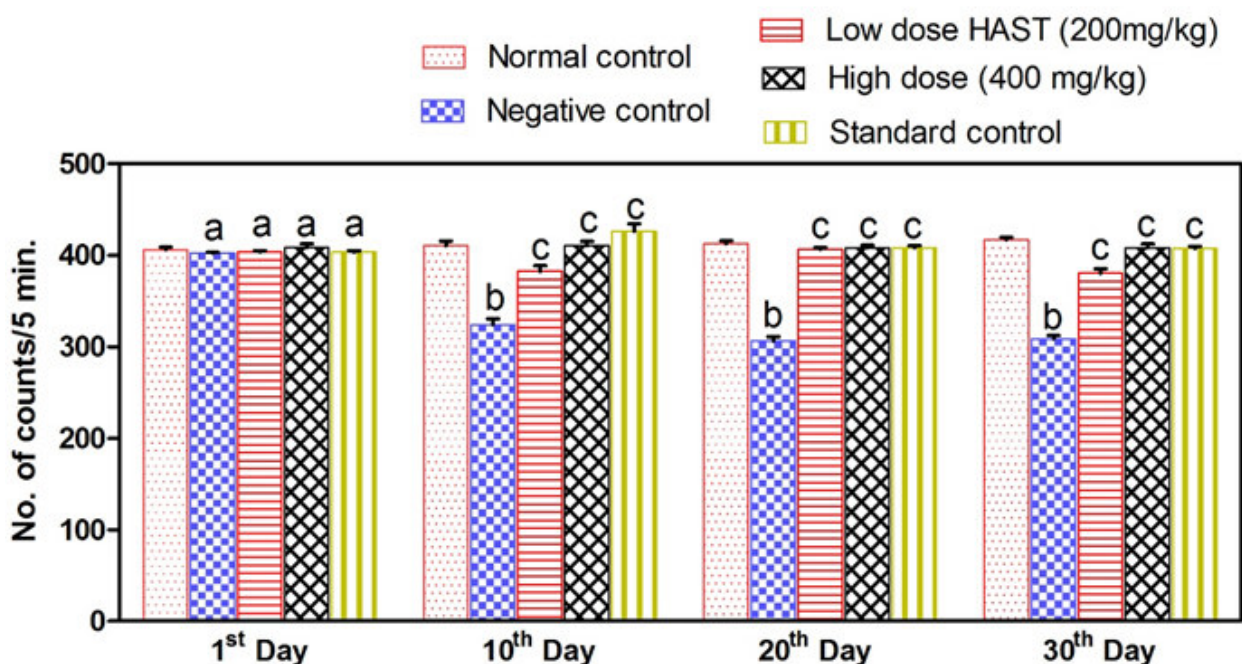 Normal control
Negative control
Low dose HAST (200mg/kg)
High dose (400 mg/kg)
Standard control
No. of counts/5 min.
500
400
300
200
100
0
a a a a
b c c c
b c c c
b c c c
1st Day 10th Day 20th Day 30th Day